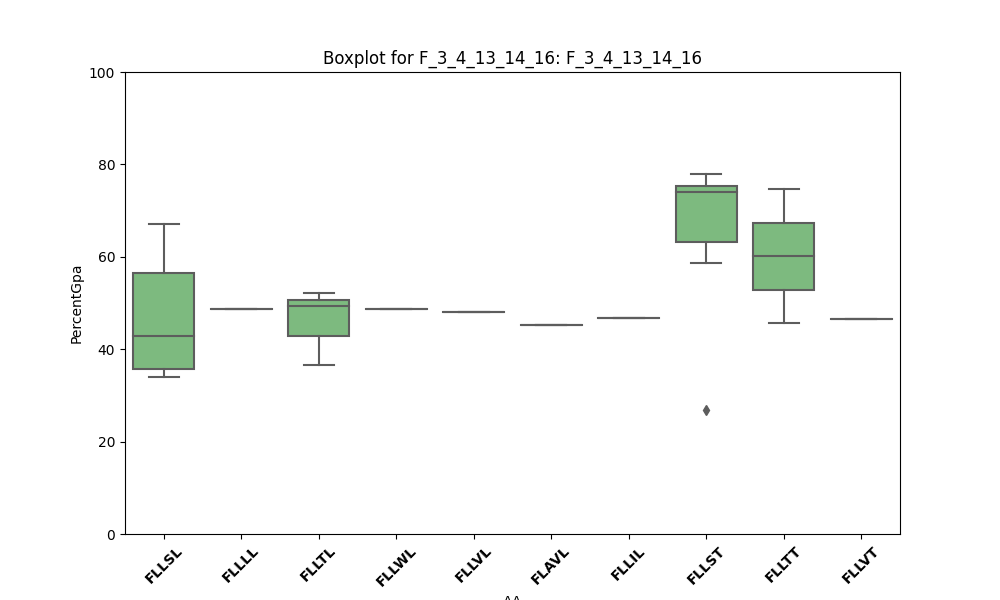 Boxplot for F_3_4_13_14_16: F_3_4_13_14_16
100
80
60
40
20
0
PercentGpa
FLLSL
FLLLL
FLLTL
FLLWL
FLLVL
FLAVL
FLLIL
FLLST
FLLTT
FLLVT
AA